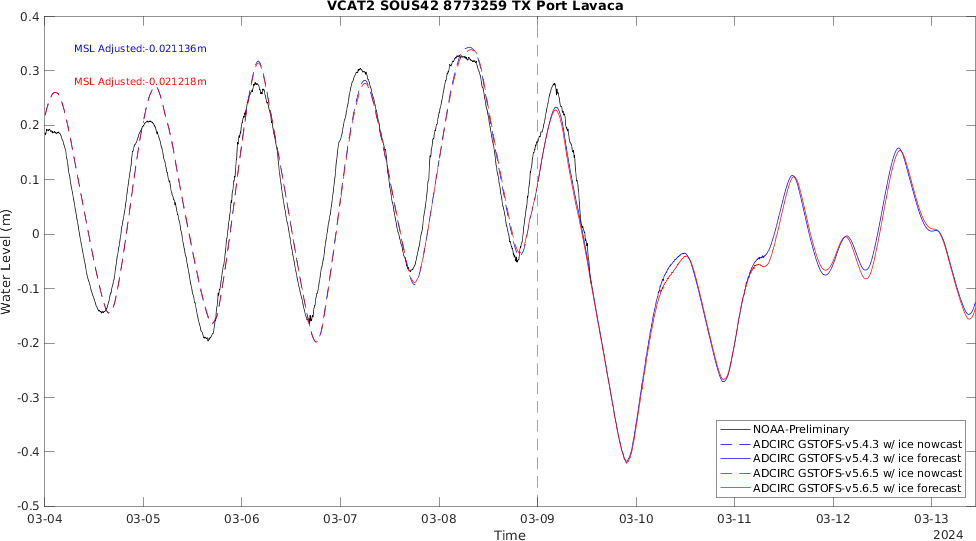 VCAT2 SOUS42 8773259 TX Port Lavaca
MSL Adjusted:-0.021136m
MSL Adjusted:-0.021218m
Water Level (m)
0.4
0.3
0.2
0.1
0
-0.1
-0.2
-0.3
-0.4
-0.5
NOAA-Preliminary
ADCIRC GSTOFS-v5.4.3 w/ ice nowcast
ADCIRC GSTOFS-v5.4.3 w/ ice forecast
ADCIRC GSTOFS-v5.6.5 w/ ice nowcast
ADCIRC GSTOFS-v5.6.5 w/ ice forecast
03-04 03-05 03-06 03-07 03-08 03-09 03-10 03-11 03-12 03-13
Time
2024